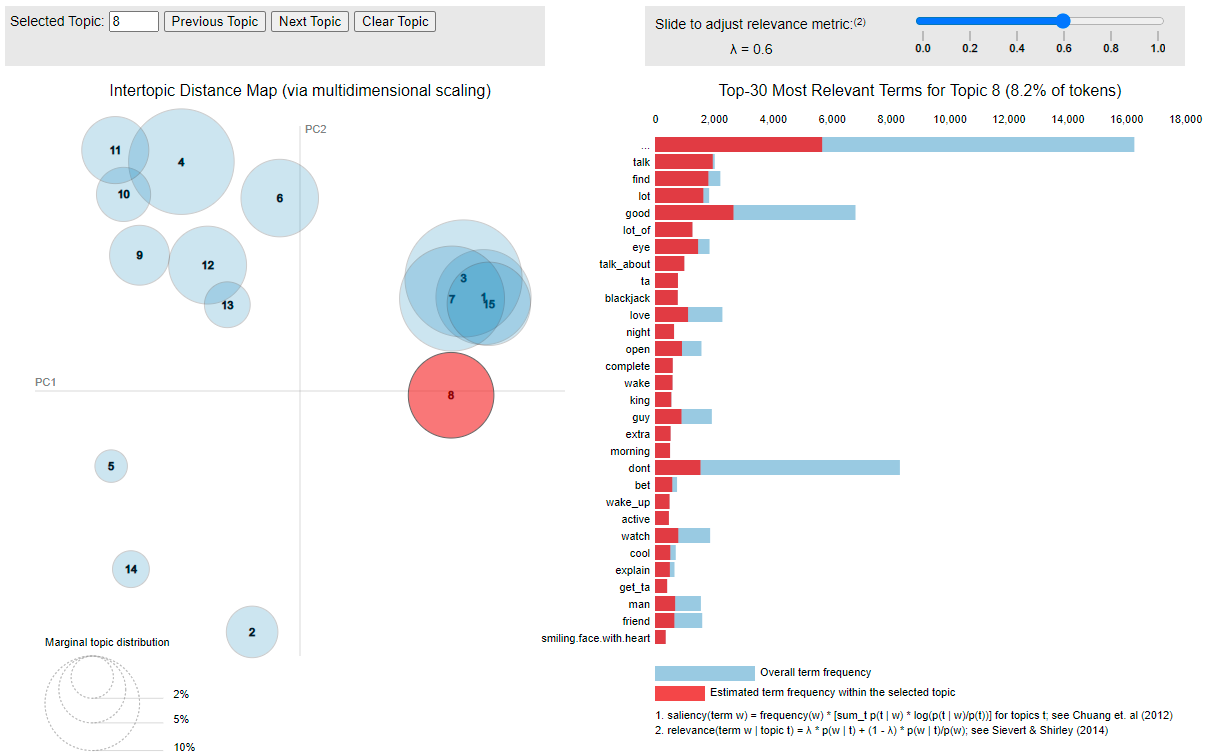 Selected Topic: 8 Previous Topic Next Topic Clear Topic
Slide to adjust relevance metric:(2)
λ = 0.6
0.0 0.2 0.4 0.6 0.8 1.0
Intertopic Distance Map (via multidimensional scaling)
PC2
PC1
11
4
10
6
9
12
13
3
7
1
15
8
5
14
2
Marginal topic distribution
2%
5%
10%
Top-30 Most Relevant Terms for Topic 8 (8.2% of tokens)
0 2,000 4,000 6,000 8,000 10,000 12,000 14,000 16,000 18,000
...
talk
find
lot
good
lot_of
eye
talk_about
ta
blackjack
love
night
open
complete
wake
king
guy
extra
morning
dont
bet
wake_up
active
watch
cool
explain
get_ta
man
friend
smiling.face.with.heart
Overall term frequency
Estimated term frequency within the selected topic
1. saliency(term w) = frequency(w) * [sum_t p(t | w) * log(p(t | w)/p(t))] for topics t; see Chuang et. al (2012)
2. relevance(term w | topic t) = λ * p(w | t) + (1 - λ) * p(w | t)/p(w); see Sievert & Shirley (2014)